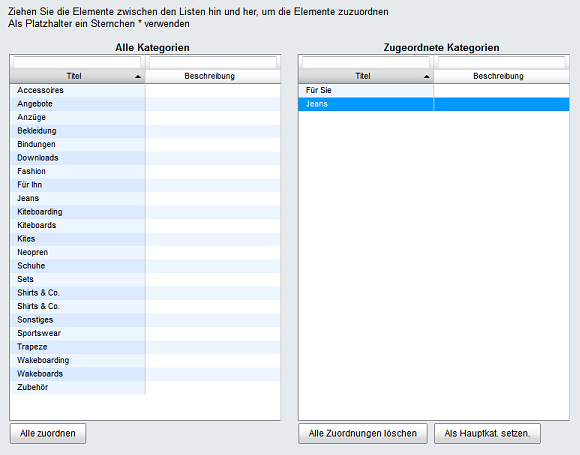 Ziehen Sie die Elemente zwischen den Listen hin und her, um die Elemente zuzuordnen
Als Platzhalter ein Sternchen * verwenden
Alle Kategorien
Titel Beschreibung
Accessoires
Angebote
Anzüge
Bekleidung
Bindungen
Downloads
Fashion
Für Ihn
Jeans
Kiteboarding
Kiteboards
Kites
Neopren
Schuhe
Sets
Shirts & Co.
Shirts & Co.
Sonstiges
Sportswear
Trapeze
Wakeboarding
Wakeboards
Zubehör
Alle zuordnen
Zugeordnete Kategorien
Titel Beschreibung
Für Sie
Jeans
Alle Zuordnungen löschen
Als Hauptkat. setzen.